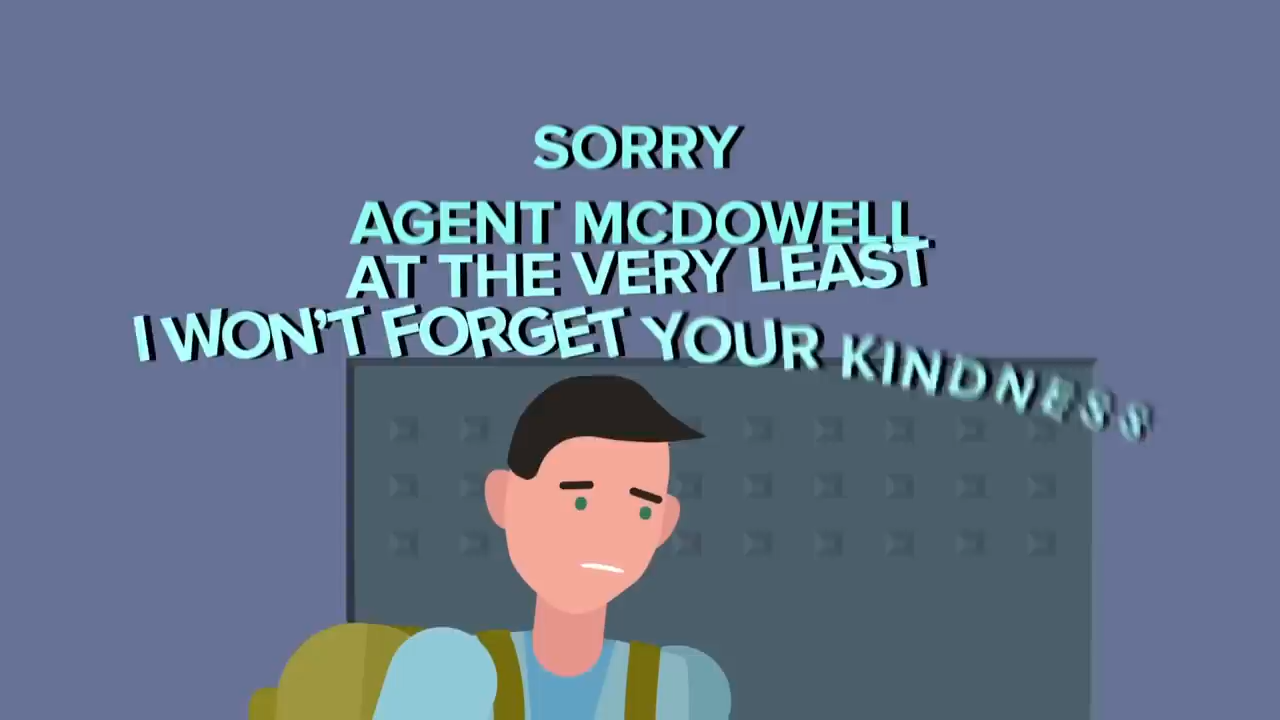 SORRY
AGENT MCDOWELL
AT THE VERY LEAST
I WON'T FORGET YOUR KINDNESS